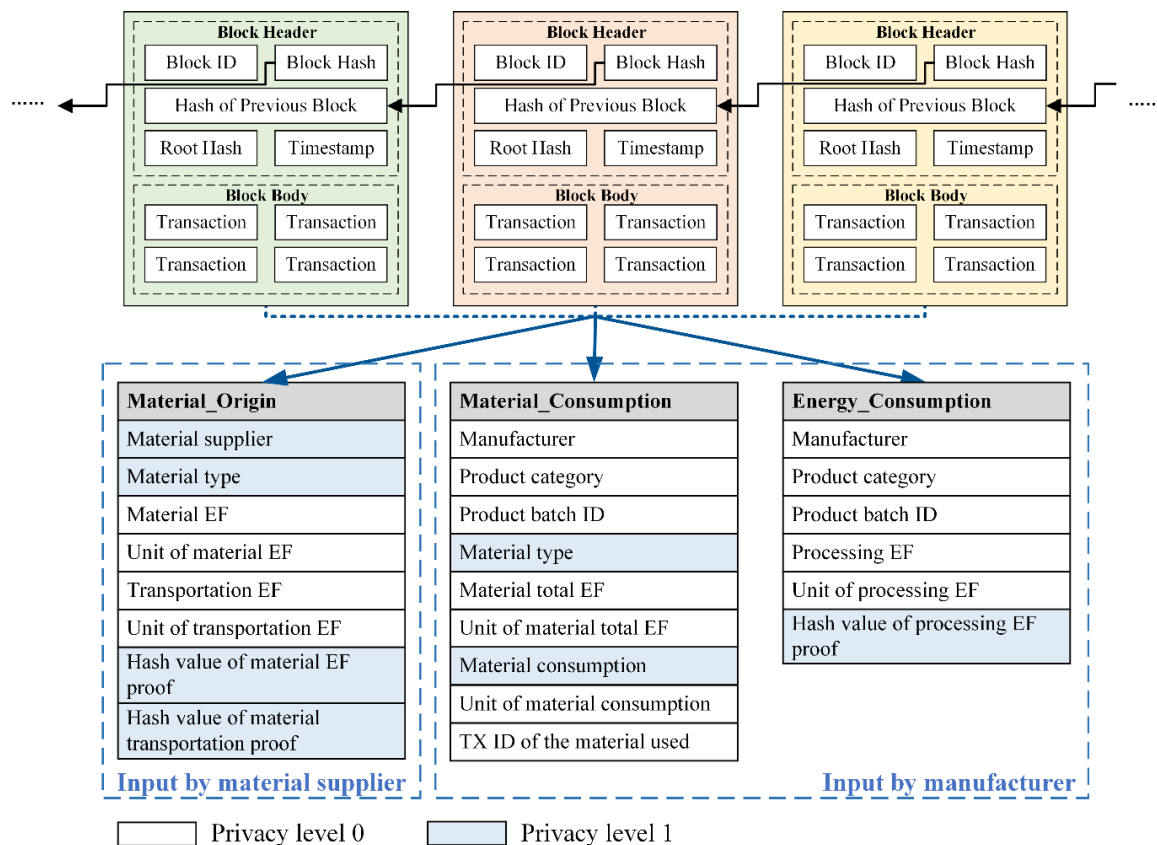 Block Header
Block ID
Block Hash
Hash of Previous Block
Root Hash
Timestamp
Block Body
Transaction
Transaction
Transaction
Transaction
Block Header
Block ID
Block Hash
Hash of Previous Block
Root Hash
Timestamp
Block Body
Transaction
Transaction
Transaction
Transaction
Block Header
Block ID
Block Hash
Hash of Previous Block
Root Hash
Timestamp
Block Body
Transaction
Transaction
Transaction
Transaction
......
.....
Material_Origin
Material supplier
Material type
Material EF
Unit of material EF
Transportation EF
Unit of transportation EF
Hash value of material EF
proof
Hash value of material
transportation proof
Input by material supplier
Material_Consumption
Manufacturer
Product category
Product batch ID
Material type
Material total EF
Unit of material total EF
Material consumption
Unit of material consumption
TX ID of the material used
Energy_Consumption
Manufacturer
Product category
Product batch ID
Processing EF
Unit of processing EF
Hash value of processing EF
proof
Input by manufacturer
Privacy level 0
Privacy level 1